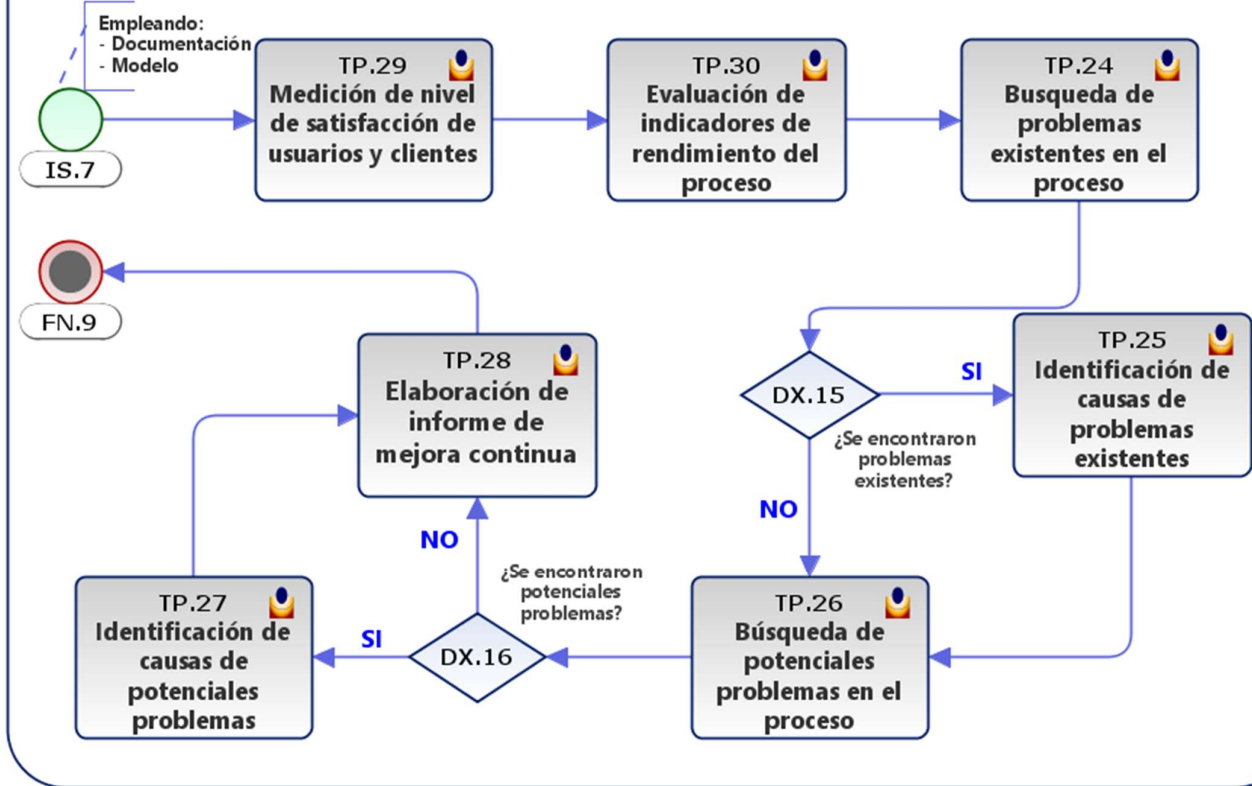 Empleando:
- Documentación
- Modelo
IS.7
TP.29
Medición de nivel
de satisfacción de
usuarios y clientes
TP.30
Evaluación de
indicadores de
rendimiento del
proceso
TP.24
Busqueda de
problemas
existentes en el
proceso
FN.9
TP.28
Elaboración de
informe de
mejora continua
DX.15
SI
¿Se encontraron
problemas
existentes?
NO
TP.25
Identificación de
causas de
problemas
existentes
TP.27
Identificación de
causas de
potenciales
problemas
SI
NO
DX.16
¿Se encontraron
potenciales
problemas?
TP.26
Búsqueda de
potenciales
problemas en el
proceso